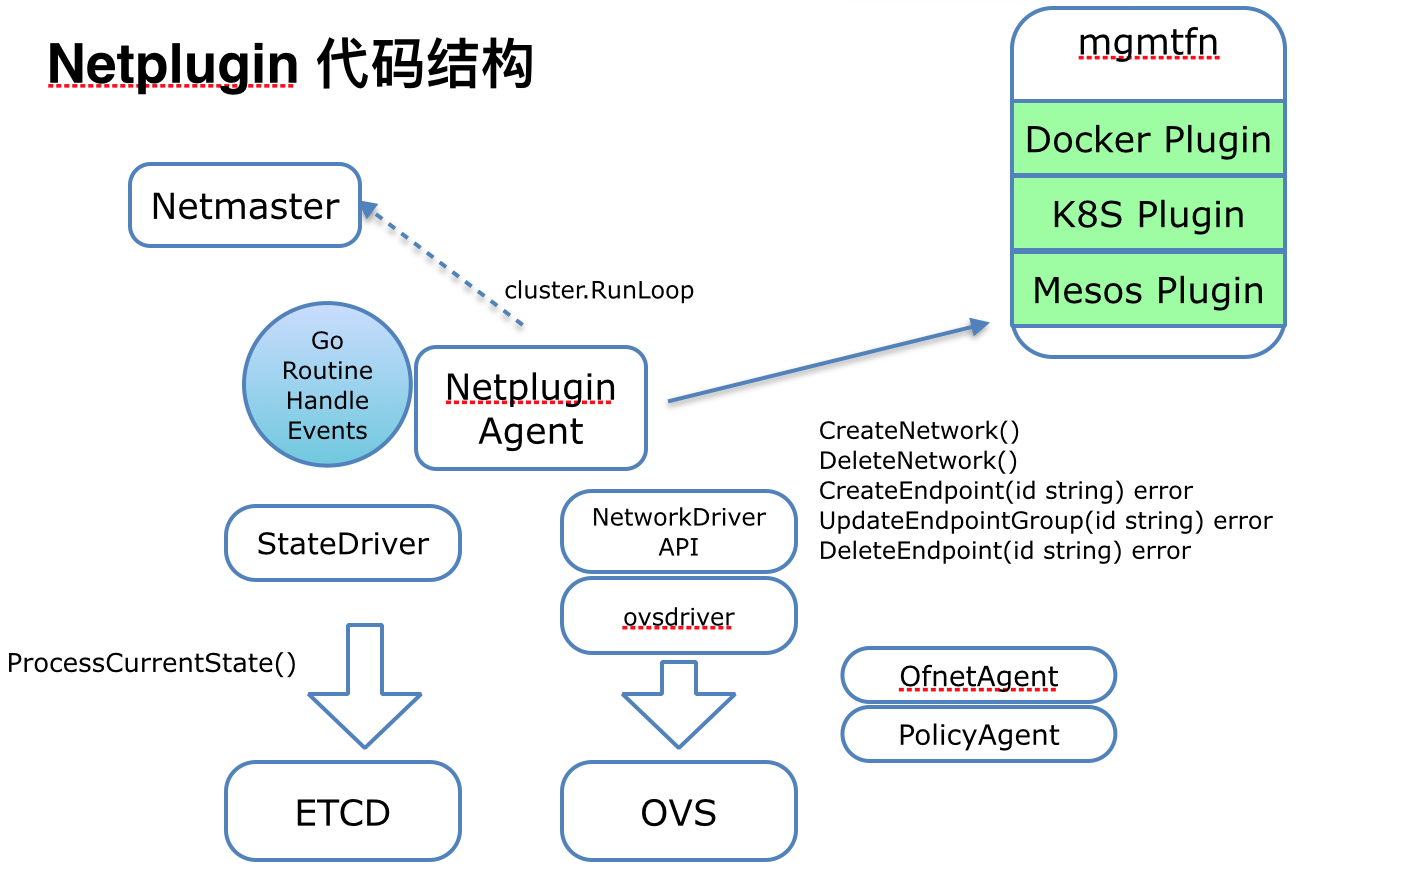 Netplugin 代码结构
mgmtfn
Docker Plugin
K8S Plugin
Mesos Plugin
Netmaster
cluster.RunLoop
Go
Routine
Handle
Events
Netplugin
Agent
CreateNetwork()
DeleteNetwork()
CreateEndpoint(id string) error
UpdateEndpointGroup(id string) error
DeleteEndpoint(id string) error
StateDriver
NetworkDriver
API
ovsdriver
ProcessCurrentState()
OfnetAgent
PolicyAgent
ETCD
OVS